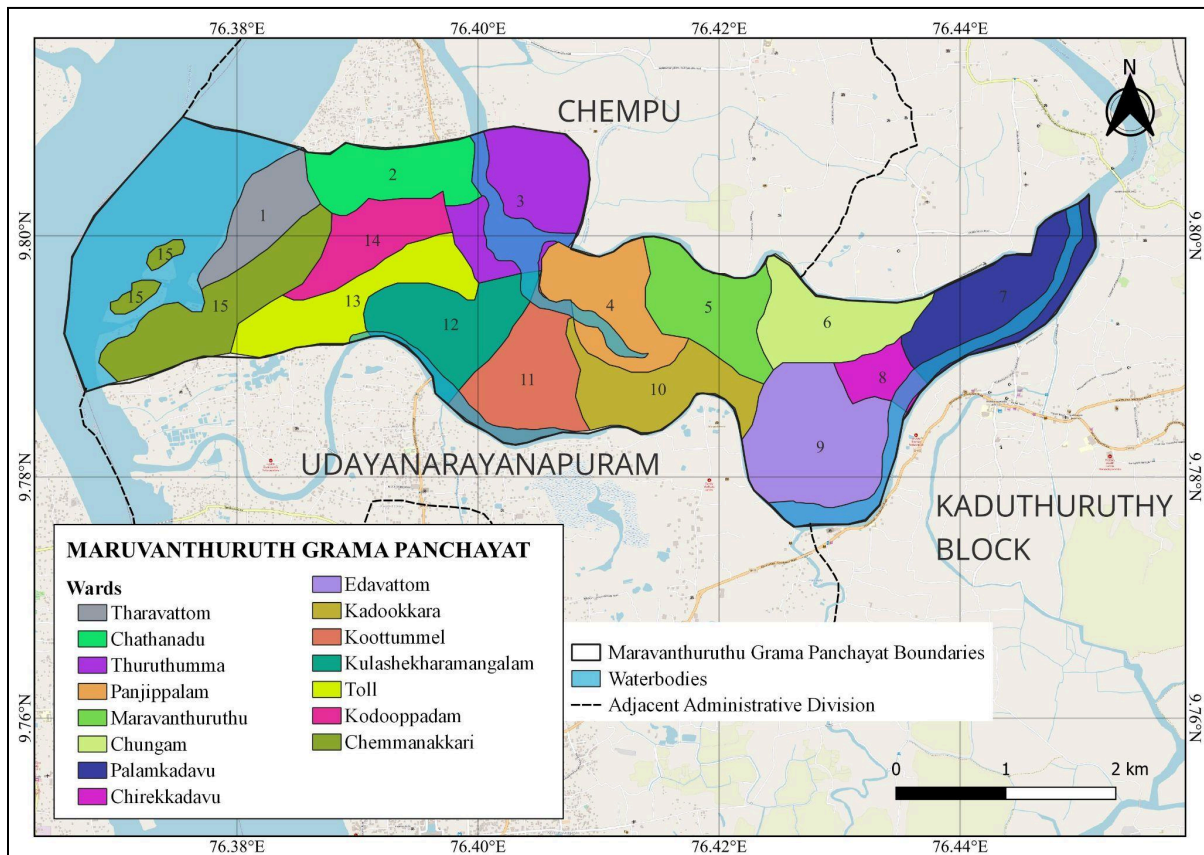 76.38°E 76.40°E 76.42°E 76.44°E
N
CHEMPU
9.80°N
9.80°N
1
2
3
4
5
6
7
8
9
10
11
12
13
14
15
15
15
9.78°N
9.78°N
UDAYANARAYANAPURAM
KADUTHURUTHY
BLOCK
MARUVANTHURUTH GRAMA PANCHAYAT
Wards
Tharavattom
Chathanadu
Thuruthumma
Panjippalam
Maravanthuruthu
Chungam
Palamkadavu
Chirekkadavu
Edavattom
Kadookkara
Koottummel
Kulashekharamangalam
Toll
Kodooppadam
Chemmanakkari
Maravanthuruthu Grama Panchayat Boundaries
Waterbodies
Adjacent Administrative Division
9.76°N
9.76°N
0 1 2 km
76.38°E 76.40°E 76.42°E 76.44°E